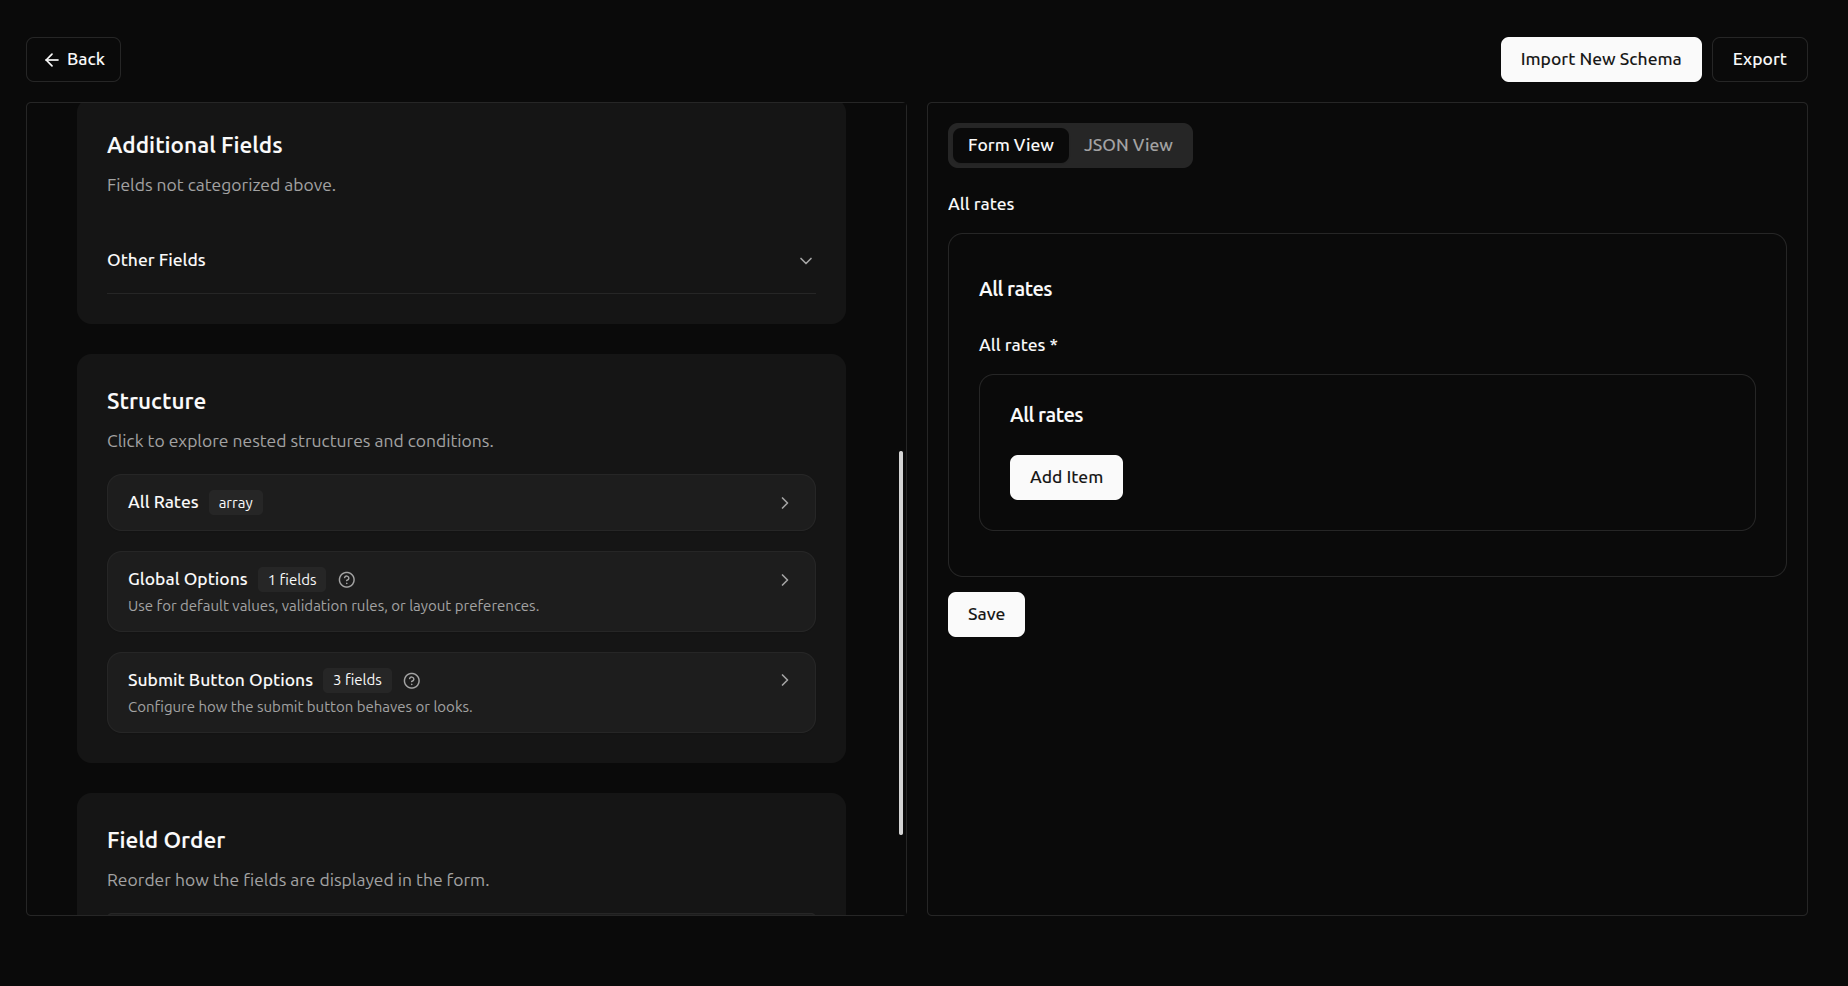 Back
Import New Schema
Export
Additional Fields
Fields not categorized above.
Other Fields
Structure
Click to explore nested structures and conditions.
All Rates array
Global Options 1 fields ?
Use for default values, validation rules, or layout preferences.
Submit Button Options 3 fields ?
Configure how the submit button behaves or looks.
Field Order
Reorder how the fields are displayed in the form.
Form View JSON View
All rates
All rates
All rates *
All rates
Add Item
Save